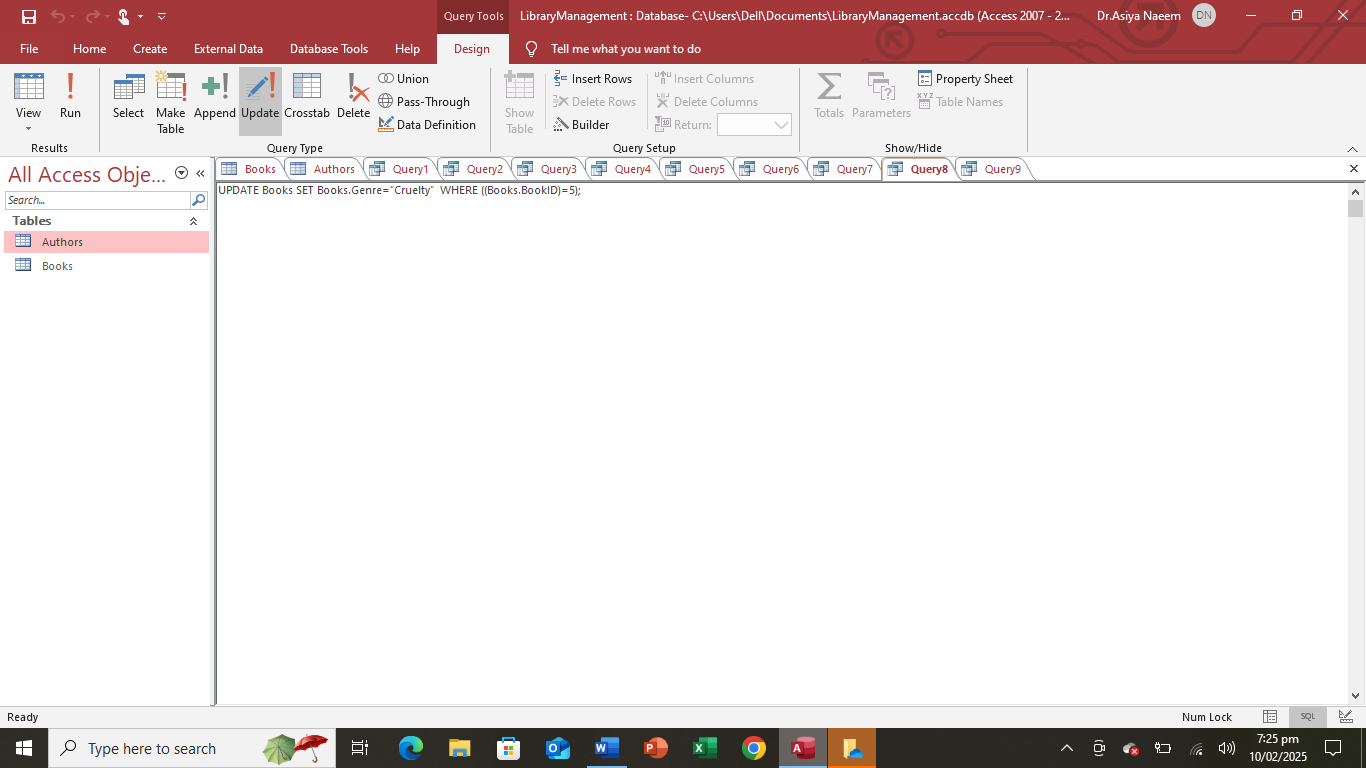 Query Tools
LibraryManagement : Database- C:\Users\Dell\Documents\LibraryManagement.accdb (Access 2007 - 2...
Dr.Asiya Naeem
DN
File Home Create External Data Database Tools Help Design Tell me what you want to do
View
Run
Results
Select
Make Table
Append
Update
Crosstab
Delete
Union
Pass-Through
Data Definition
Query Type
Show Table
Insert Rows
Delete Rows
Builder
Insert Columns
Delete Columns
Return:
Query Setup
Totals
Parameters
Property Sheet
Table Names
Show/Hide
All Access Obje...
Search...
Tables
Authors
Books
Books Authors Query1 Query2 Query3 Query4 Query5 Query6 Query7 Query8 Query9
UPDATE Books SET Books.Genre="Cruelty" WHERE ((Books.BookID)=5);
Ready
Num Lock
SQL
Type here to search
7:25 pm
10/02/2025